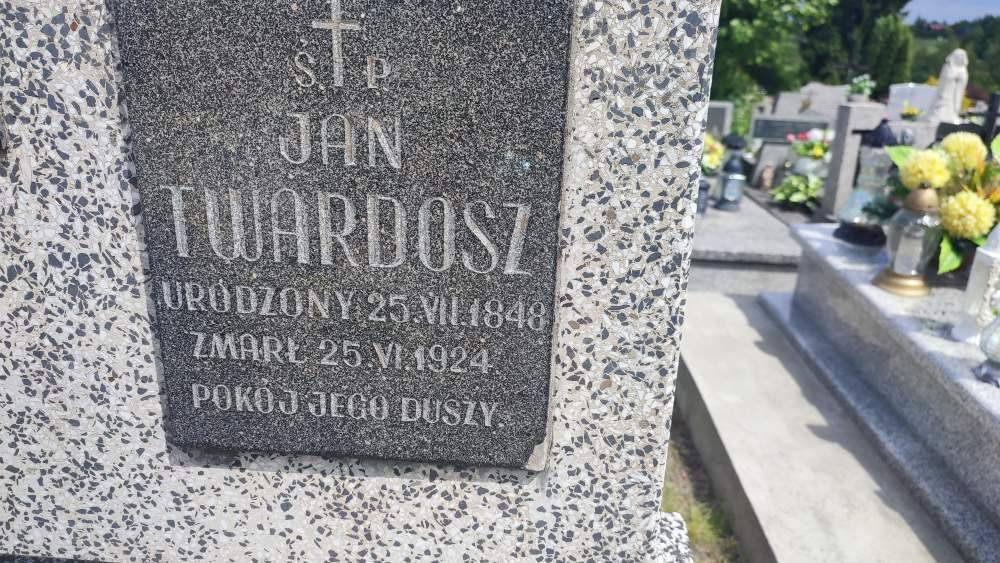 Ś. P.
JAN
TWARDOSZ
URODZONY 25.VII.1848
ZMARŁ 25.VI.1924.
POKÓJ JEGO DUSZY.